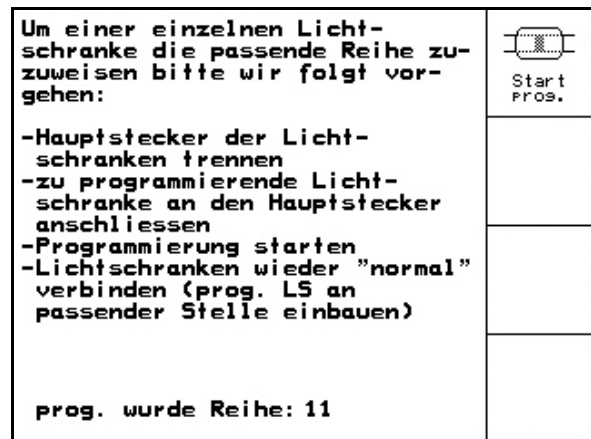 Um einer einzelnen Licht-
schranke die passende Reihe zu-
zuweisen bitte wir folgt vor-
gehen:
-Hauptstecker der Licht-
schranken trennen
-zu programmierende Licht-
schranke an den Hauptstecker
anschliessen
-Programmierung starten
-Lichtschranken wieder ”normal”
verbinden (prog. LS an
passender Stelle einbauen)
prog. wurde Reihe: 11
Start
prog.